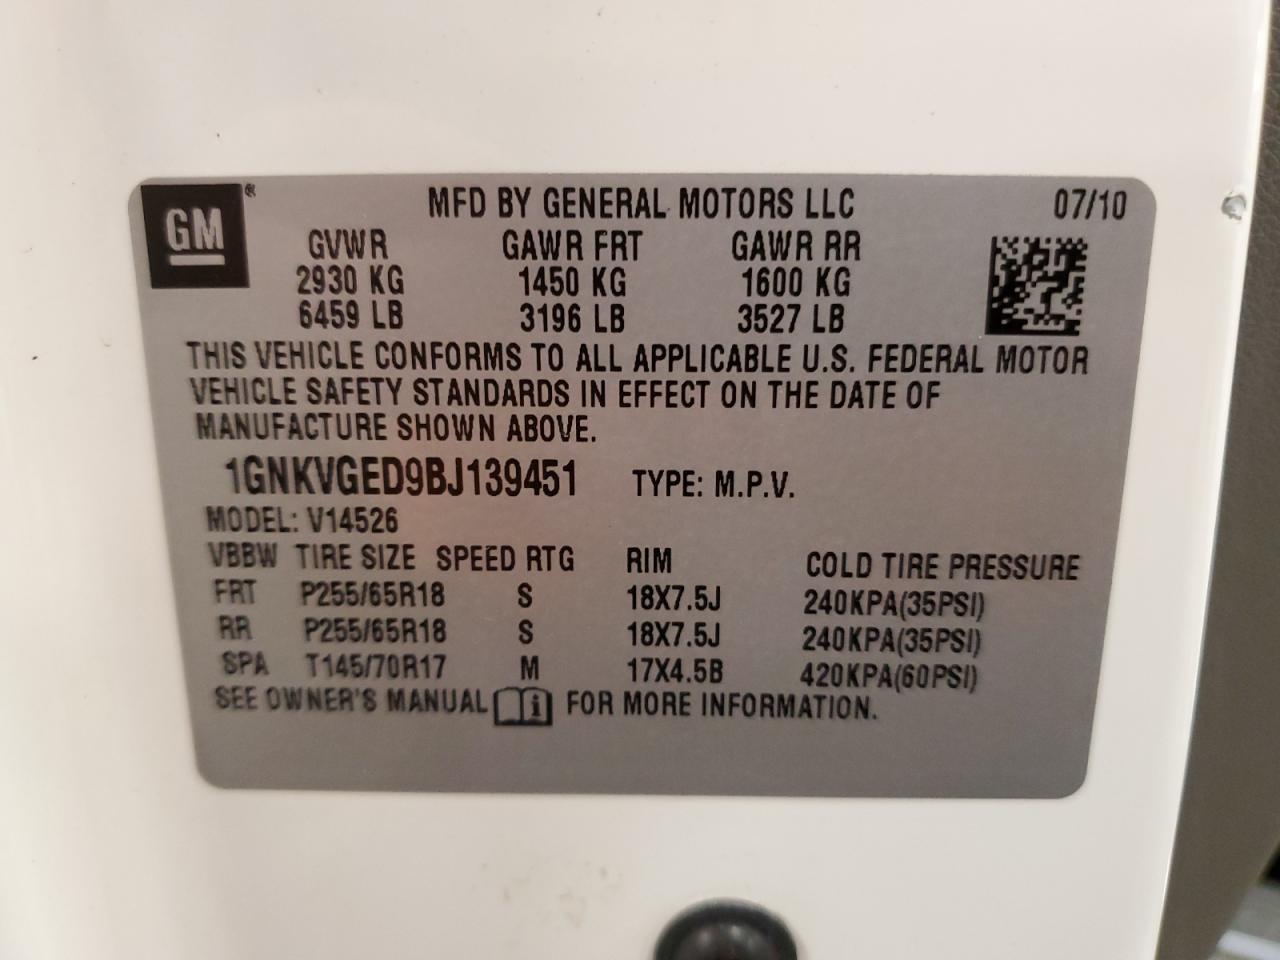 GM® MFD BY GENERAL MOTORS LLC 07/10
GVWR GAWR FRT GAWR RR
2930 KG 1450 KG 1600 KG
6459 LB 3196 LB 3527 LB
THIS VEHICLE CONFORMS TO ALL APPLICABLE U.S. FEDERAL MOTOR
VEHICLE SAFETY STANDARDS IN EFFECT ON THE DATE OF
MANUFACTURE SHOWN ABOVE.
1GNKVGED9BJ139451 TYPE: M.P.V.
MODEL: V14526
VBBW TIRE SIZE SPEED RTG RIM COLD TIRE PRESSURE
FRT P255/65R18 S 18X7.5J 240KPA(35PSI)
RR P255/65R18 S 18X7.5J 240KPA(35PSI)
SPA T145/70R17 M 17X4.5B 420KPA(60PSI)
SEE OWNER'S MANUAL i FOR MORE INFORMATION.